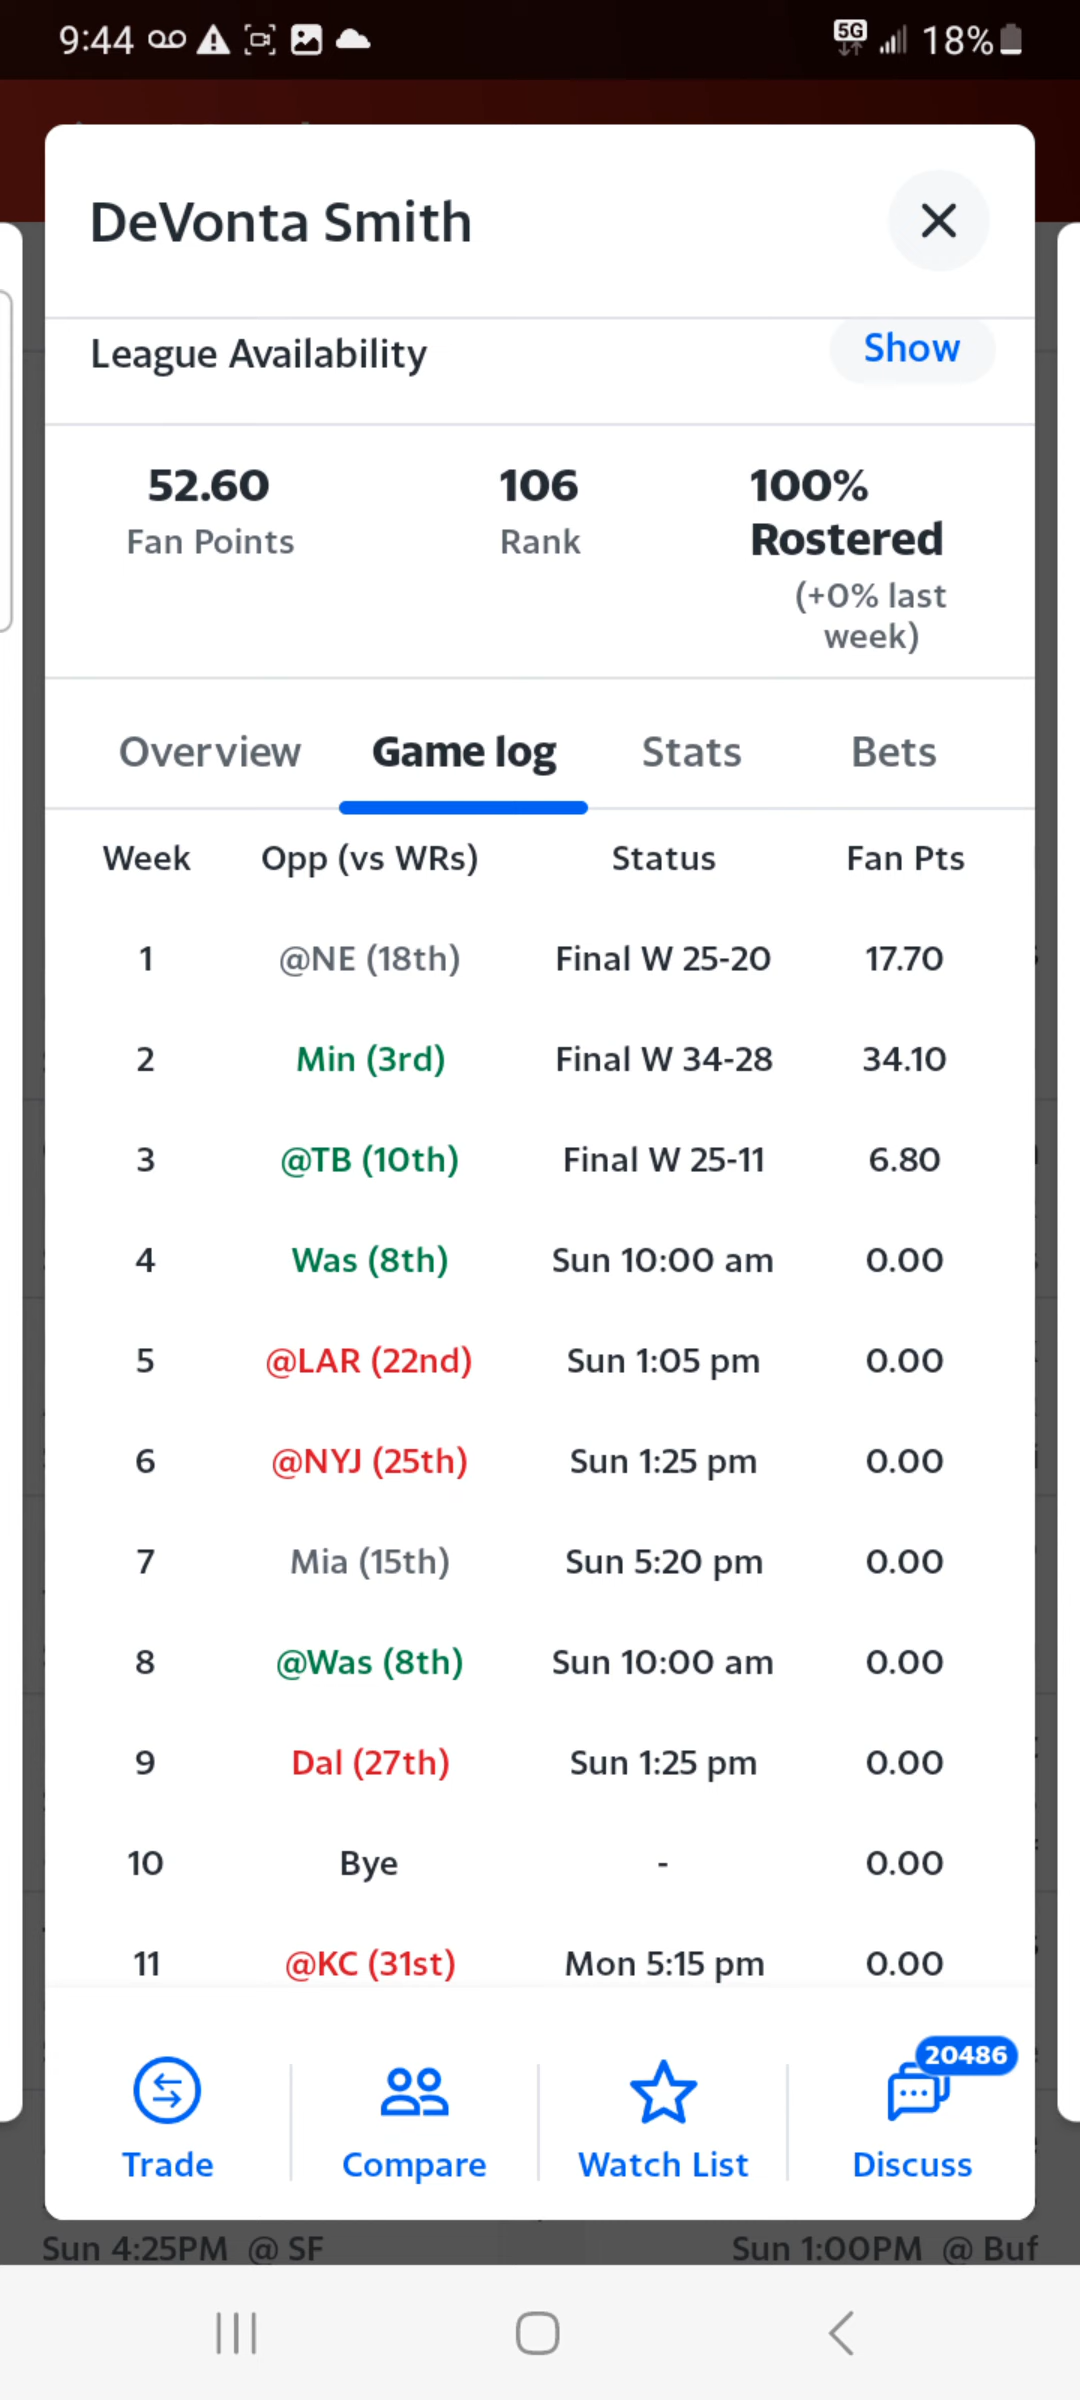 9:44 5G 18%
DeVonta Smith
League Availability Show
52.60 106 100%
Fan Points Rank Rostered
(+0% last
week)
Overview Game log Stats Bets
Week Opp (vs WRs) Status Fan Pts
1 @NE (18th) Final W 25-20 17.70
2 Min (3rd) Final W 34-28 34.10
3 @TB (10th) Final W 25-11 6.80
4 Was (8th) Sun 10:00 am 0.00
5 @LAR (22nd) Sun 1:05 pm 0.00
6 @NYJ (25th) Sun 1:25 pm 0.00
7 Mia (15th) Sun 5:20 pm 0.00
8 @Was (8th) Sun 10:00 am 0.00
9 Dal (27th) Sun 1:25 pm 0.00
10 Bye - 0.00
11 @KC (31st) Mon 5:15 pm 0.00
20486
Trade Compare Watch List Discuss
Sun 4:25PM @ SF Sun 1:00PM @ Buf